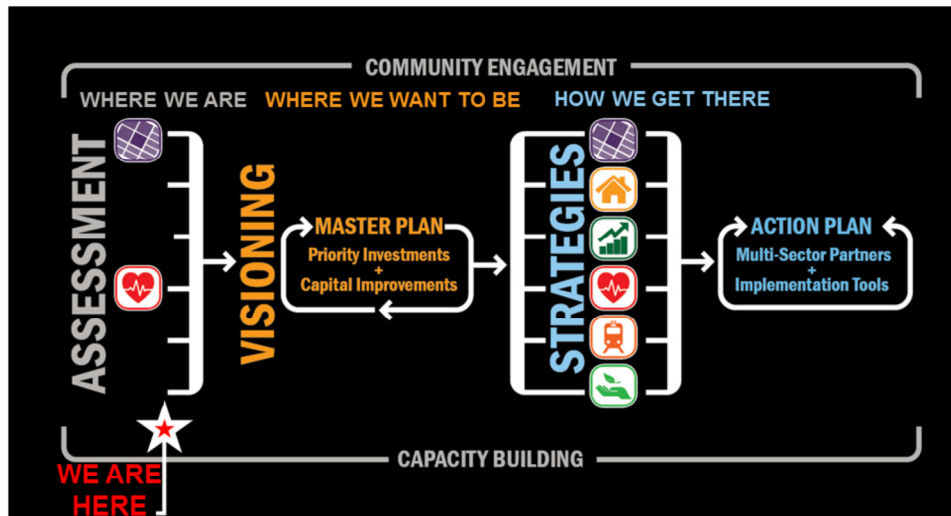 COMMUNITY ENGAGEMENT
WHERE WE ARE
WHERE WE WANT TO BE
HOW WE GET THERE
ASSESSMENT
VISIONING
MASTER PLAN
Priority Investments
+
Capital Improvements
STRATEGIES
ACTION PLAN
Multi-Sector Partners
+
Implementation Tools
WE ARE
HERE
CAPACITY BUILDING